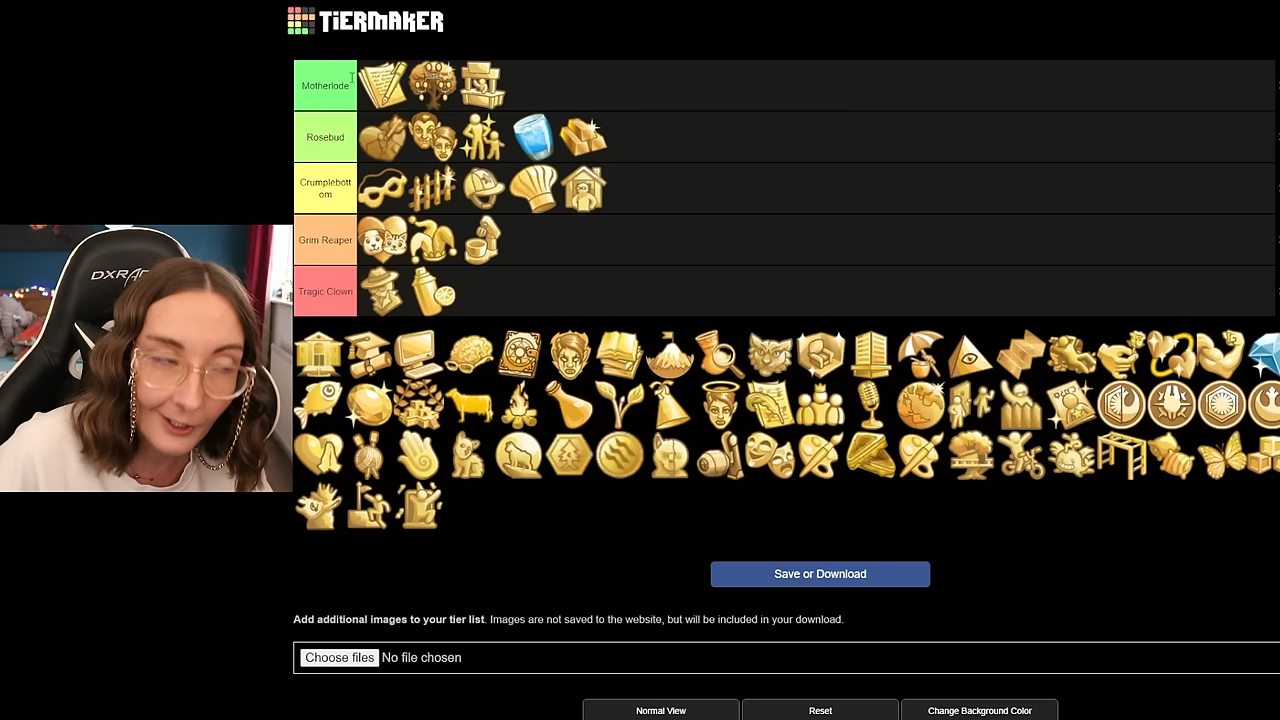 TiERMAKER
Motherlode
Rosebud
Crumplebott
om
Grim Reaper
Tragic Clown
DXRA
Save or Download
Add additional images to your tier list. Images are not saved to the website, but will be included in your download.
Choose files No file chosen
Normal View
Reset
Change Background Color